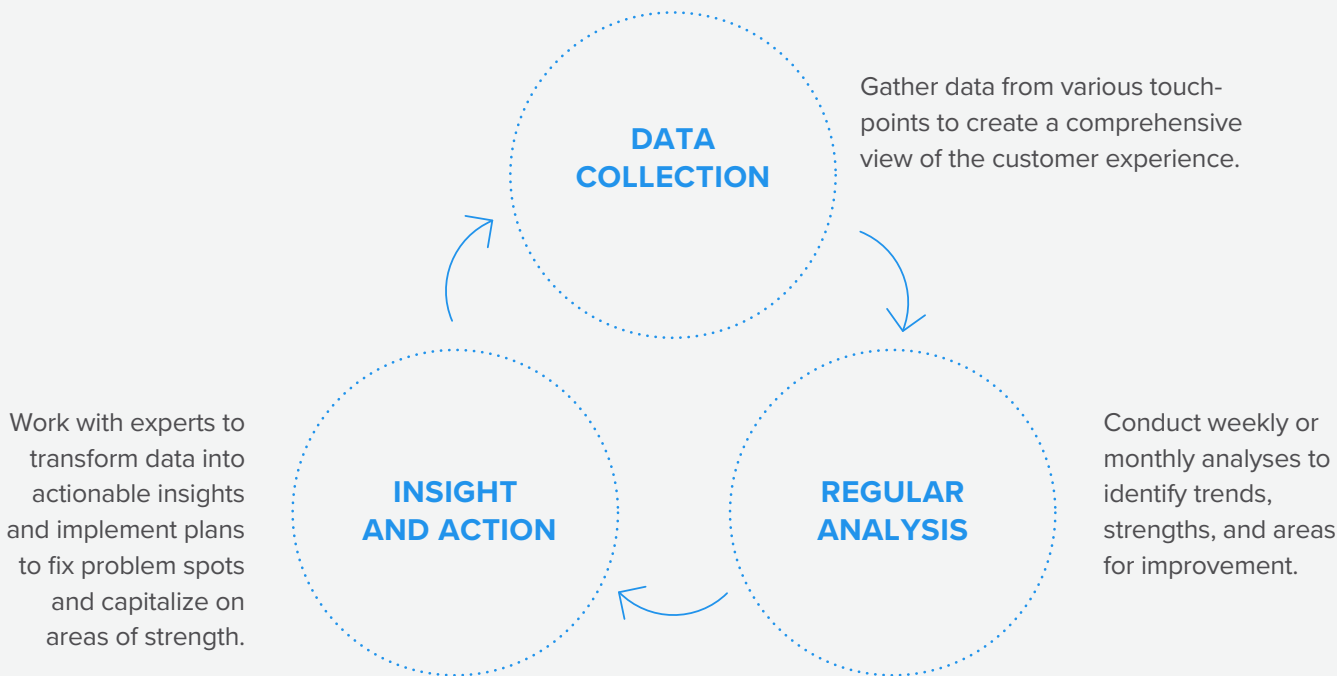 DATA
COLLECTION
Gather data from various touch-
points to create a comprehensive
view of the customer experience.
REGULAR
ANALYSIS
Conduct weekly or
monthly analyses to
identify trends,
strengths, and areas
for improvement.
INSIGHT
AND ACTION
Work with experts to
transform data into
actionable insights
and implement plans
to fix problem spots
and capitalize on
areas of strength.